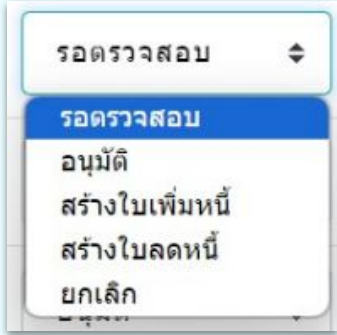 รอตรวจสอบ
รอตรวจสอบ
อนุมัติ
สร้างใบเพิ่มหนี้
สร้างใบลดหนี้
ยกเลิก